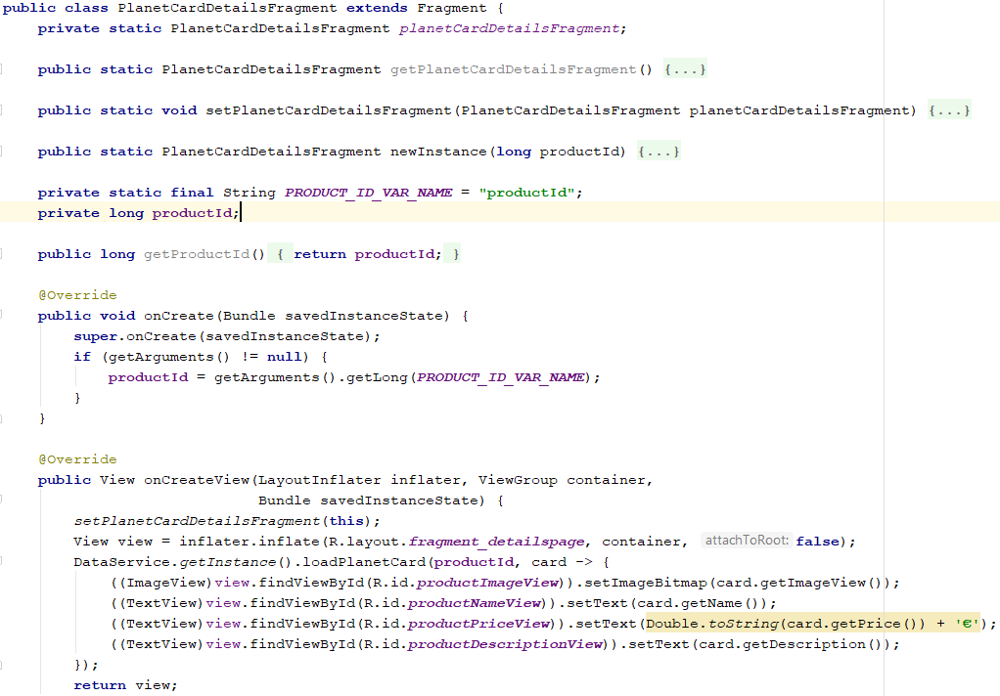 public class PlanetCardDetailsFragment extends Fragment {
    private static PlanetCardDetailsFragment planetCardDetailsFragment;
    public static PlanetCardDetailsFragment getPlanetCardDetailsFragment() {...}
    public static void setPlanetCardDetailsFragment(PlanetCardDetailsFragment planetCardDetailsFragment) {...}
    public static PlanetCardDetailsFragment newInstance(long productId) {...}
    private static final String PRODUCT_ID_VAR_NAME = "productId";
    private long productId;
    public long getProductId() { return productId; }
    @Override
    public void onCreate(Bundle savedInstanceState) {
        super.onCreate(savedInstanceState);
        if (getArguments() != null) {
            productId = getArguments().getLong(PRODUCT_ID_VAR_NAME);
        }
    }
    @Override
    public View onCreateView(LayoutInflater inflater, ViewGroup container,
                             Bundle savedInstanceState) {
        setPlanetCardDetailsFragment(this);
        View view = inflater.inflate(R.layout.fragment_detailspage, container, attachToRoot: false);
        DataService.getInstance().loadPlanetCard(productId, card -> {
            ((ImageView)view.findViewById(R.id.productImageView)).setImageBitmap(card.getImageView());
            ((TextView)view.findViewById(R.id.productNameView)).setText(card.getName());
            ((TextView)view.findViewById(R.id.productPriceView)).setText(Double.toString(card.getPrice()) + '€');
            ((TextView)view.findViewById(R.id.productDescriptionView)).setText(card.getDescription());
        });
        return view;